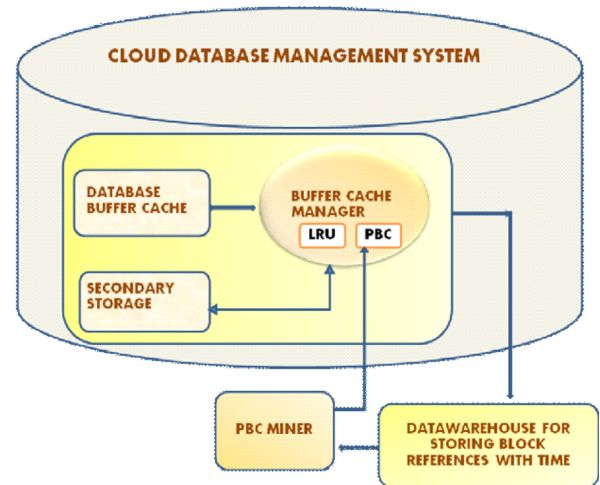 CLOUD DATABASE MANAGEMENT SYSTEM
DATABASE
BUFFER CACHE
BUFFER CACHE
MANAGER
LRU
PBC
SECONDARY
STORAGE
PBC MINER
DATAWAREHOUSE FOR
STORING BLOCK
REFERENCES WITH TIME